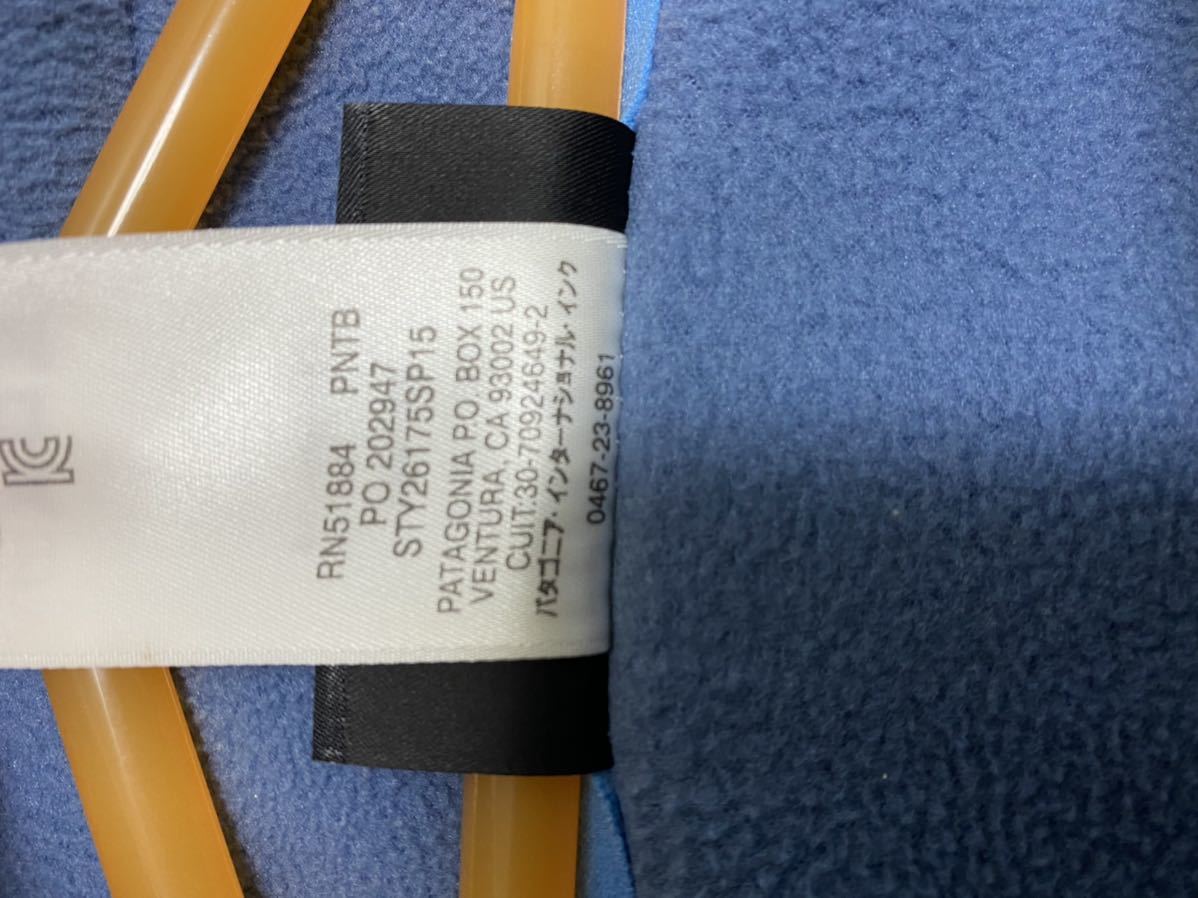 RN51884 PNTB
PO 202947
STY26175SP15
PATAGONIA P.O. BOX 150
VENTURA, CA 93002 US
CUIT:30-70924649-2
パタゴニア・インターナショナル・インク
0467-23-8961